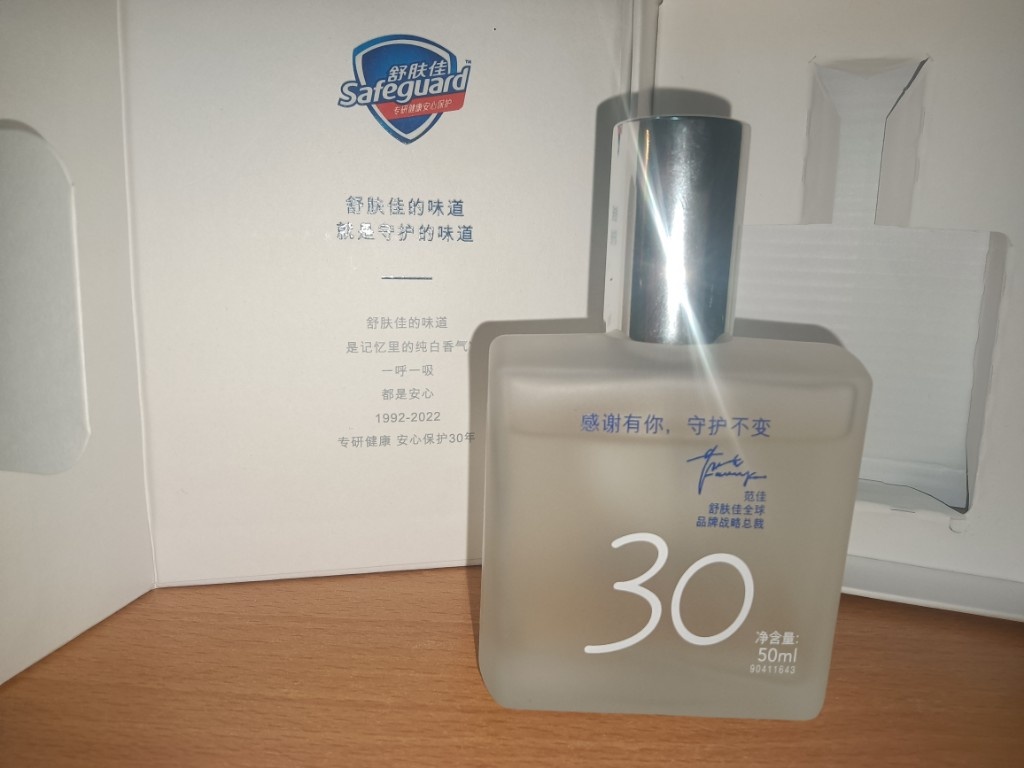 舒肤佳
Safeguard™
专研健康安心保护
舒肤佳的味道
就是守护的味道
舒肤佳的味道
是记忆里的纯白香气
一呼一吸
都是安心
1992-2022
专研健康 安心保护30年
感谢有你，守护不变
范佳
舒肤佳全球
品牌战略总裁
30
净含量:
50ml
90411643